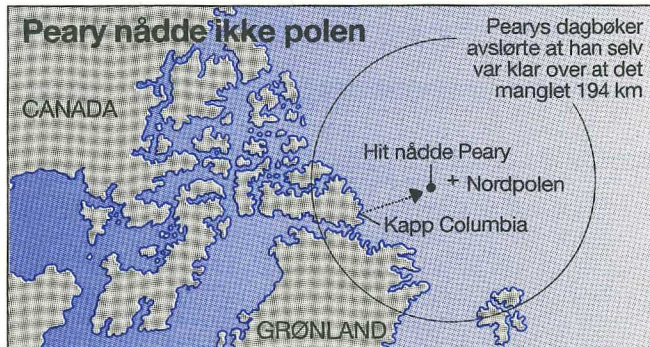 Peary nådde ikke polen
Pearys dagbøker
avslørte at han selv
var klar over at det
manglet 194 km
CANADA
Hit nådde Peary
+ Nordpolen
Kapp Columbia
GRØNLAND